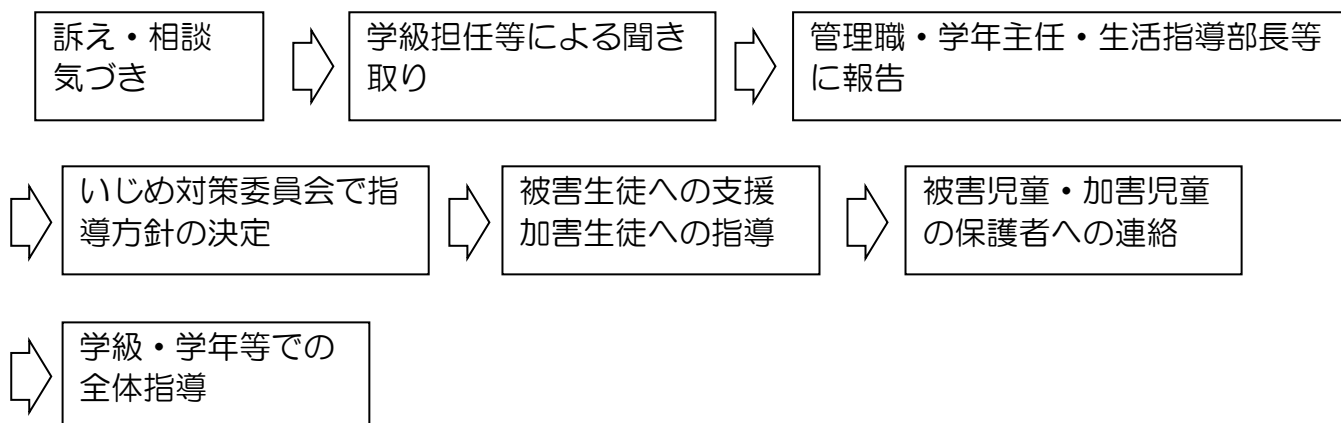 訴え・相談
気づき
学級担任等による聞き
取り
管理職・学年主任・生活指導部長等
に報告
いじめ対策委員会で指
導方針の決定
被害生徒への支援
加害生徒への指導
被害児童・加害児童
の保護者への連絡
学級・学年等での
全体指導